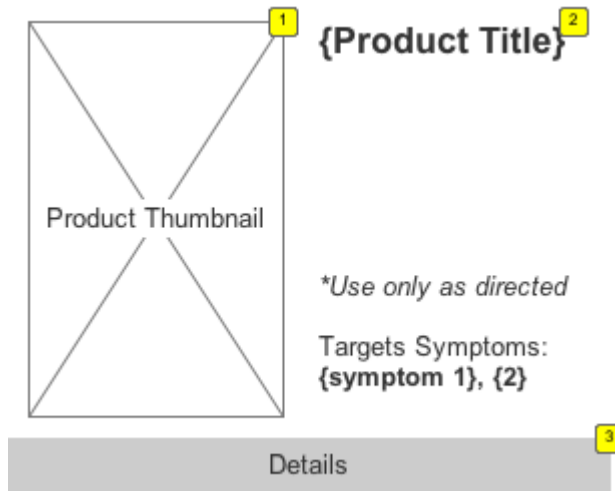 1
{Product Title}
2
Product Thumbnail
*Use only as directed
Targets Symptoms:
{symptom 1}, {2}
3
Details